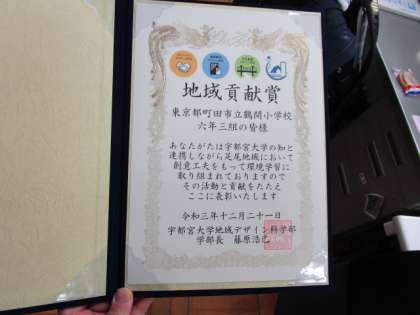 地域貢献賞
東京都町田市立鶴間小学校
六年三組の皆様
あなたがたは宇都宮大学の知と
連携しながら足尾地域において
創意工夫をもって環境学習に
取り組まれておりますので
その活動と貢献をたたえ
ここに表彰いたします
令和三年十二月二十一日
宇都宮大学地域デザイン科学部
学部長　藤原浩已